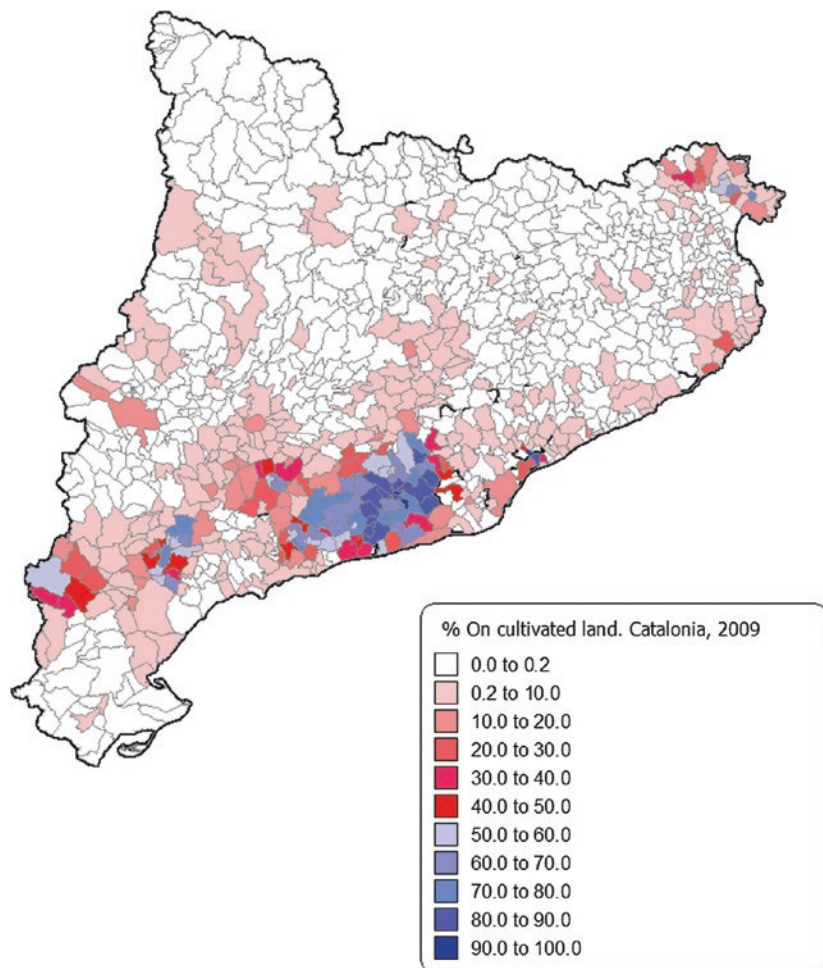 % On cultivated land. Catalonia, 2009
0.0 to 0.2
0.2 to 10.0
10.0 to 20.0
20.0 to 30.0
30.0 to 40.0
40.0 to 50.0
50.0 to 60.0
60.0 to 70.0
70.0 to 80.0
80.0 to 90.0
90.0 to 100.0